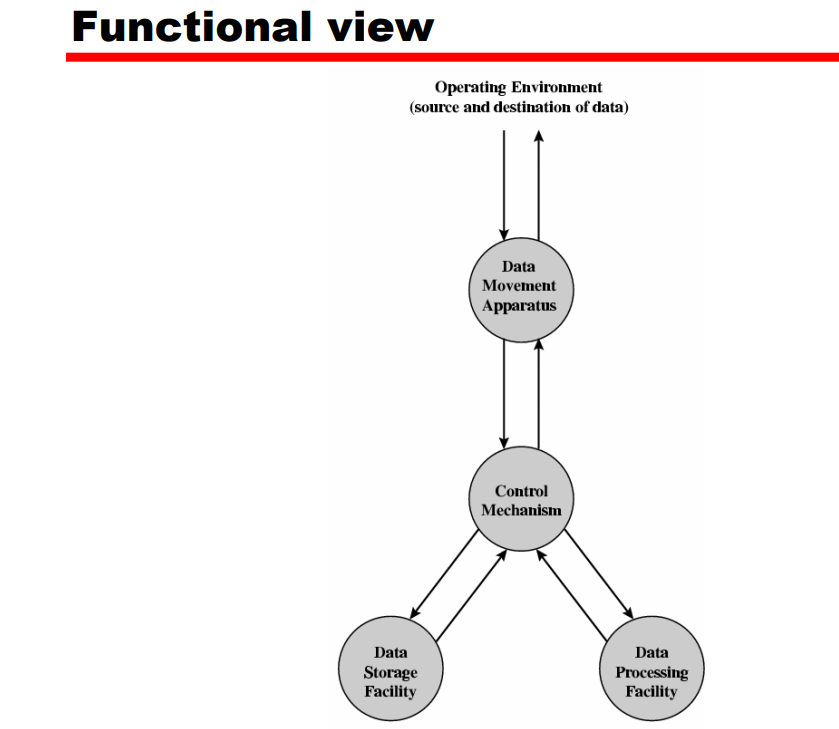 Functional view
Operating Environment
(source and destination of data)
Data
Movement
Apparatus
Control
Mechanism
Data
Storage
Facility
Data
Processing
Facility